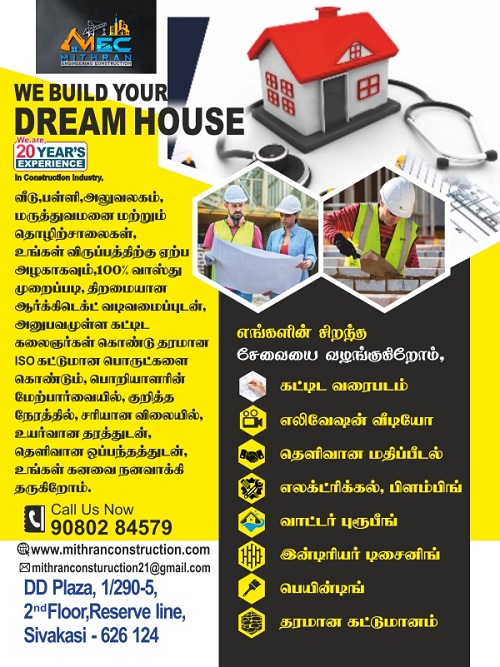 MEC
MITHRAN
ENGINEERING CONSTRUCTION
WE BUILD YOUR
DREAM HOUSE
We are,
20 YEAR'S
EXPERIENCE
In Construction Industry,
வீடு,பள்ளி,அலுவலகம்,
மருத்துவமனை மற்றும்
தொழிற்சாலைகள்,
உங்கள் விருப்பத்திற்கு ஏற்ப
அழகாகவும்,100% வாஸ்து
முறைப்படி, திறமையான
ஆர்க்கிடெக்ட் வடிவமைப்புடன்,
அனுபவமுள்ள கட்டிட
கலைஞர்கள் கொண்டு தரமான
ISO கட்டுமான பொருட்களை
கொண்டும், பொறியாளரின்
மேற்பார்வையில், குறித்த
நேரத்தில், சரியான விலையில்,
உயர்வான தரத்துடன்,
தெளிவான ஒப்பந்தத்துடன்,
உங்கள் கனவை நனவாக்கி
தருகிறோம்.
Call Us Now
90802 84579
www.mithranconstruction.com
mithranconsturuction21@gmail.com
DD Plaza, 1/290-5,
2nd Floor,Reserve line,
Sivakasi - 626 124
எங்களின் சிறந்த
சேவையை வழங்குகிறோம்,
கட்டிட வரைபடம்
எலிவேஷன் வீடியோ
தெளிவான மதிப்பீடல்
எலக்ட்ரிக்கல், பிளம்பிங்
வாட்டர் புரூபீங்
இன்டிரியர் டிசைனிங்
பெயின்டிங்
தரமான கட்டுமானம்